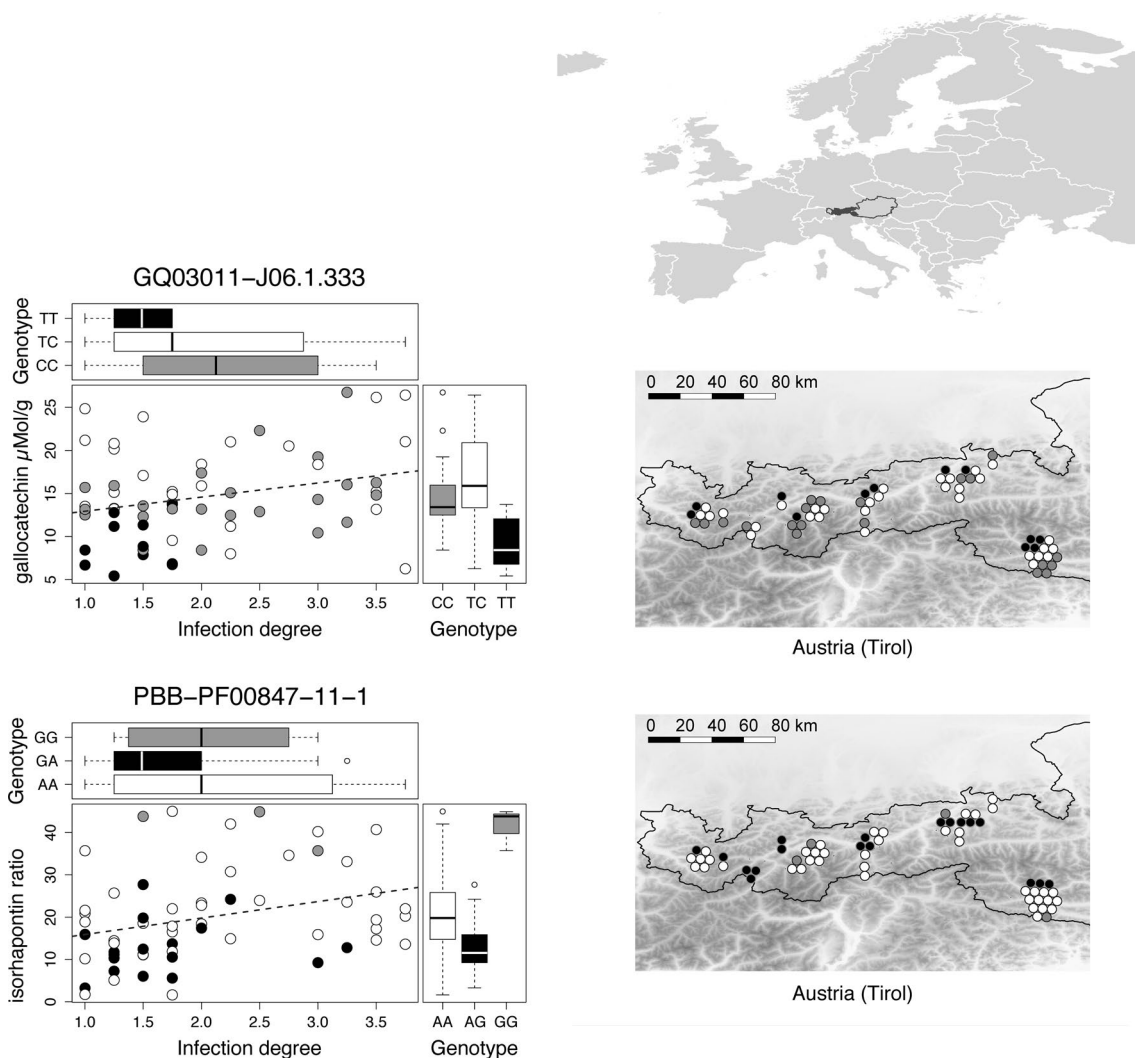 GQ03011–J06.1.333
Genotype
TT
TC
CC
gallocatechin µMol/g
25
20
15
10
5
1.0 1.5 2.0 2.5 3.0 3.5
Infection degree
CC TC TT
Genotype
0 20 40 60 80 km
Austria (Tirol)
PBB–PF00847–11–1
Genotype
GG
GA
AA
isorhapontin ratio
40
30
20
10
0
1.0 1.5 2.0 2.5 3.0 3.5
Infection degree
AA AG GG
Genotype
0 20 40 60 80 km
Austria (Tirol)